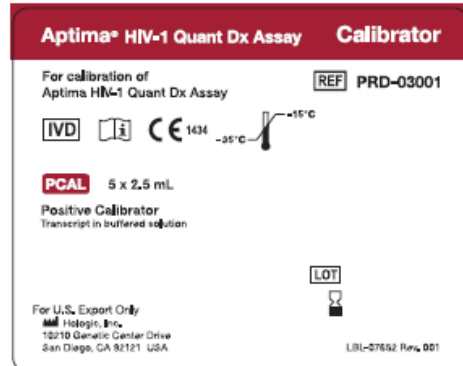 Aptima® HIV-1 Quant Dx Assay Calibrator
For calibration of
Aptima HIV-1 Quant Dx Assay
REF PRD-03001
IVD CE 1434 -35°C -15°C
PCAL 5 x 2.5 mL
Positive Calibrator
Transcript in buffered solution
LOT
For U.S. Export Only
Hologic, Inc.
10210 Genetic Center Drive
San Diego, CA 92121 USA
LBL-07652 Rev. 001